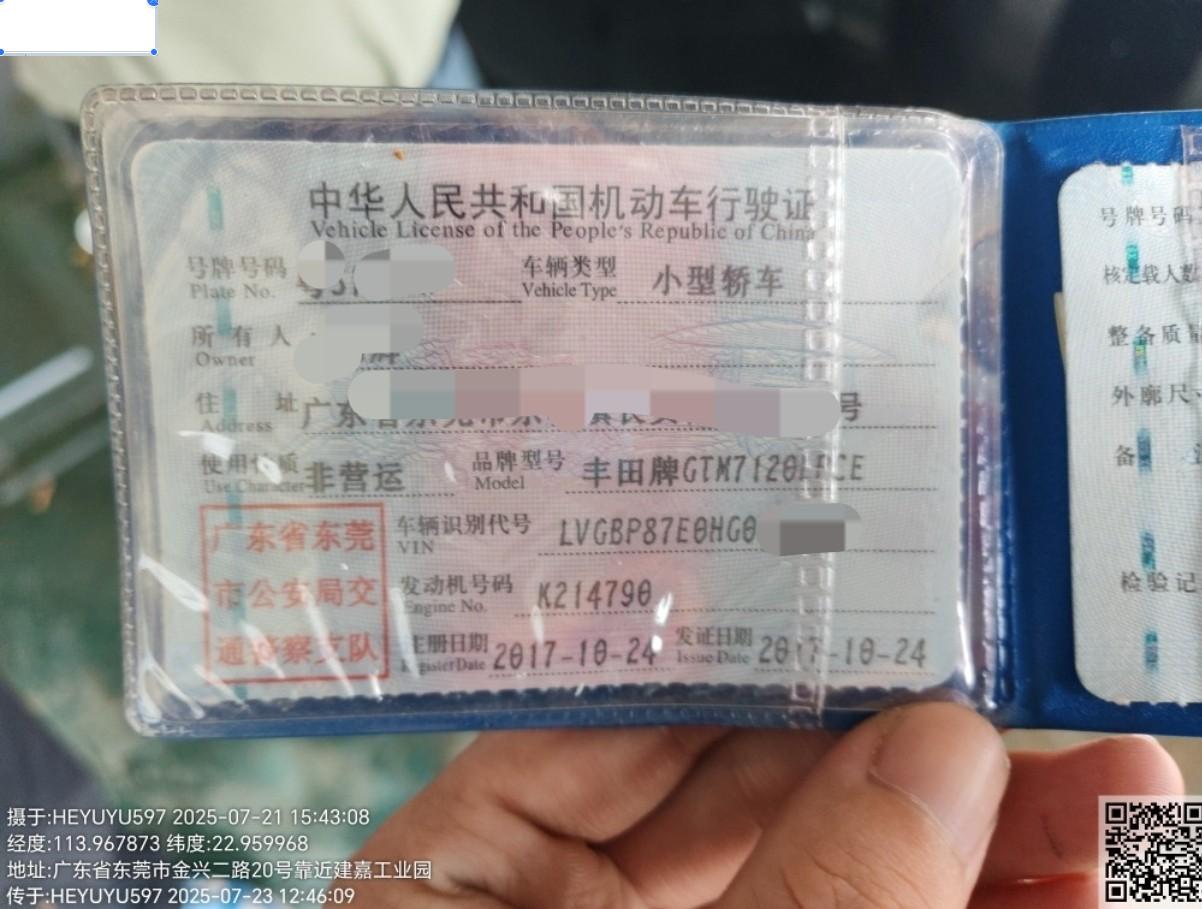 中华人民共和国机动车行驶证
Vehicle License of the People's Republic of China
号牌号码 车辆类型 小型轿车
Plate No. Vehicle Type
所有人
Owner
住址 广东 号
Address
使用性质 非营运 品牌型号 丰田牌GTM7120
Use Character Model
广东省东莞
市公安局交
通警察支队
车辆识别代号 LVGBP87E0HG0
VIN
发动机号码 K214790
Engine No.
注册日期 2017-10-24 发证日期 2017-10-24
Register Date Issue Date
号牌号码
核定载人数
整备质量
外廓尺寸
备
检验记
摄于:HEYUYU597 2025-07-21 15:43:08
经度:113.967873 纬度:22.959968
地址:广东省东莞市金兴二路20号靠近建嘉工业园
传于:HEYUYU597 2025-07-23 12:46:09